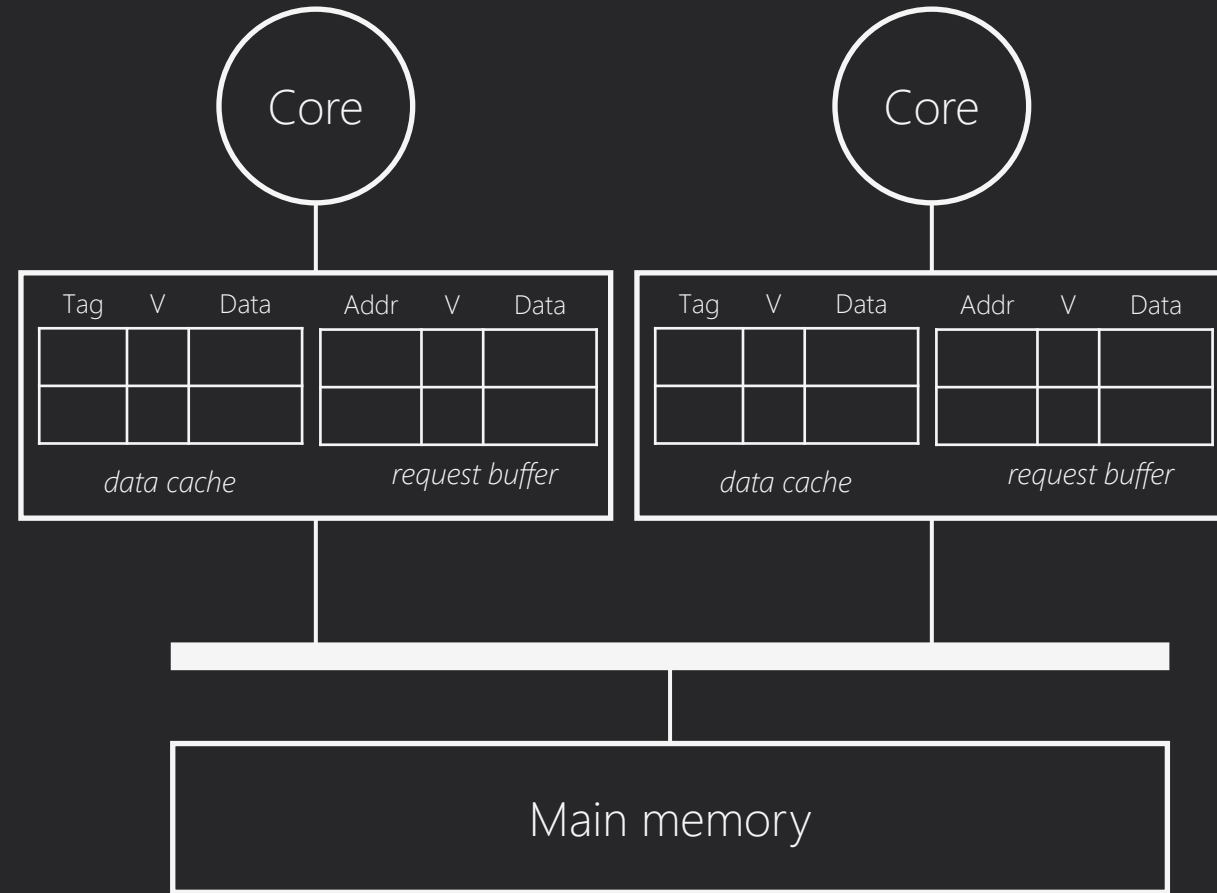 Core Core
Tag V Data Addr V Data Tag V Data Addr V Data
data cache request buffer data cache request buffer
Main memory